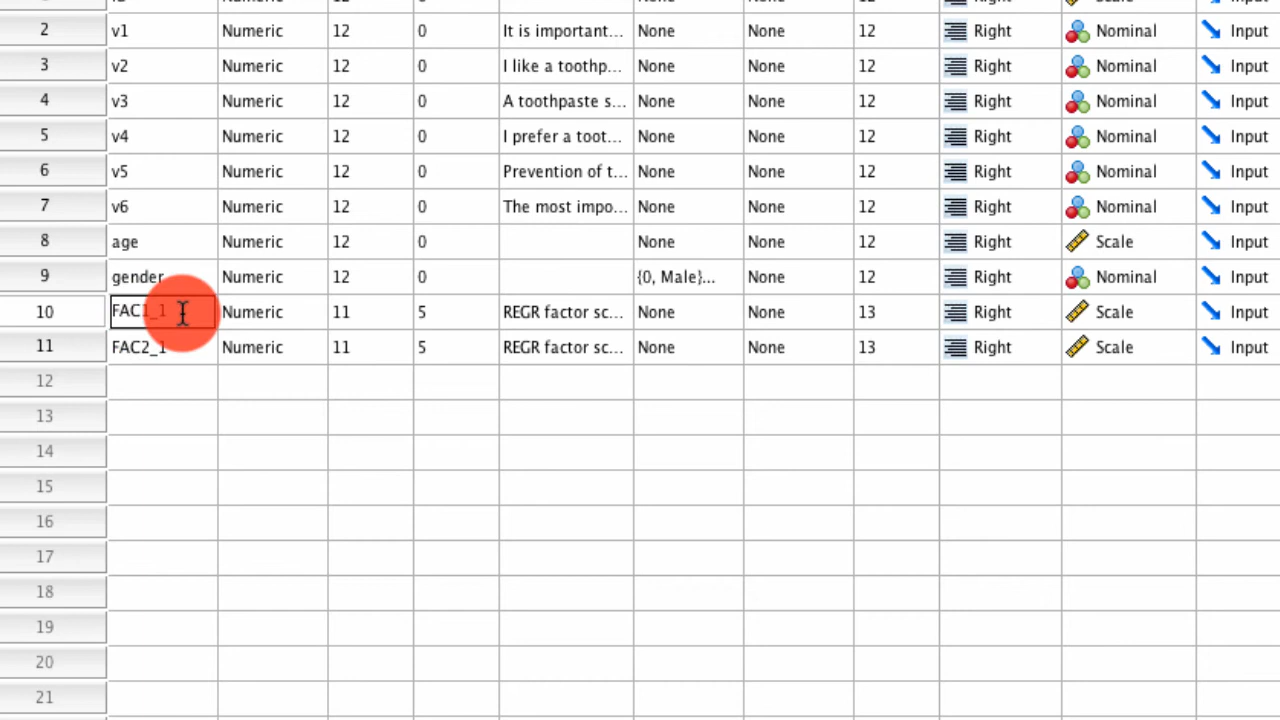 2 v1 Numeric 12 0 It is important... None None 12 Right Nominal Input
3 v2 Numeric 12 0 I like a toothp... None None 12 Right Nominal Input
4 v3 Numeric 12 0 A toothpaste s... None None 12 Right Nominal Input
5 v4 Numeric 12 0 I prefer a toot... None None 12 Right Nominal Input
6 v5 Numeric 12 0 Prevention of t... None None 12 Right Nominal Input
7 v6 Numeric 12 0 The most impo... None None 12 Right Nominal Input
8 age Numeric 12 0 None None 12 Right Scale Input
9 gender Numeric 12 0 {0, Male}... None 12 Right Nominal Input
10 FAC1_1 Numeric 11 5 REGR factor sc... None None 13 Right Scale Input
11 FAC2_1 Numeric 11 5 REGR factor sc... None None 13 Right Scale Input
12
13
14
15
16
17
18
19
20
21